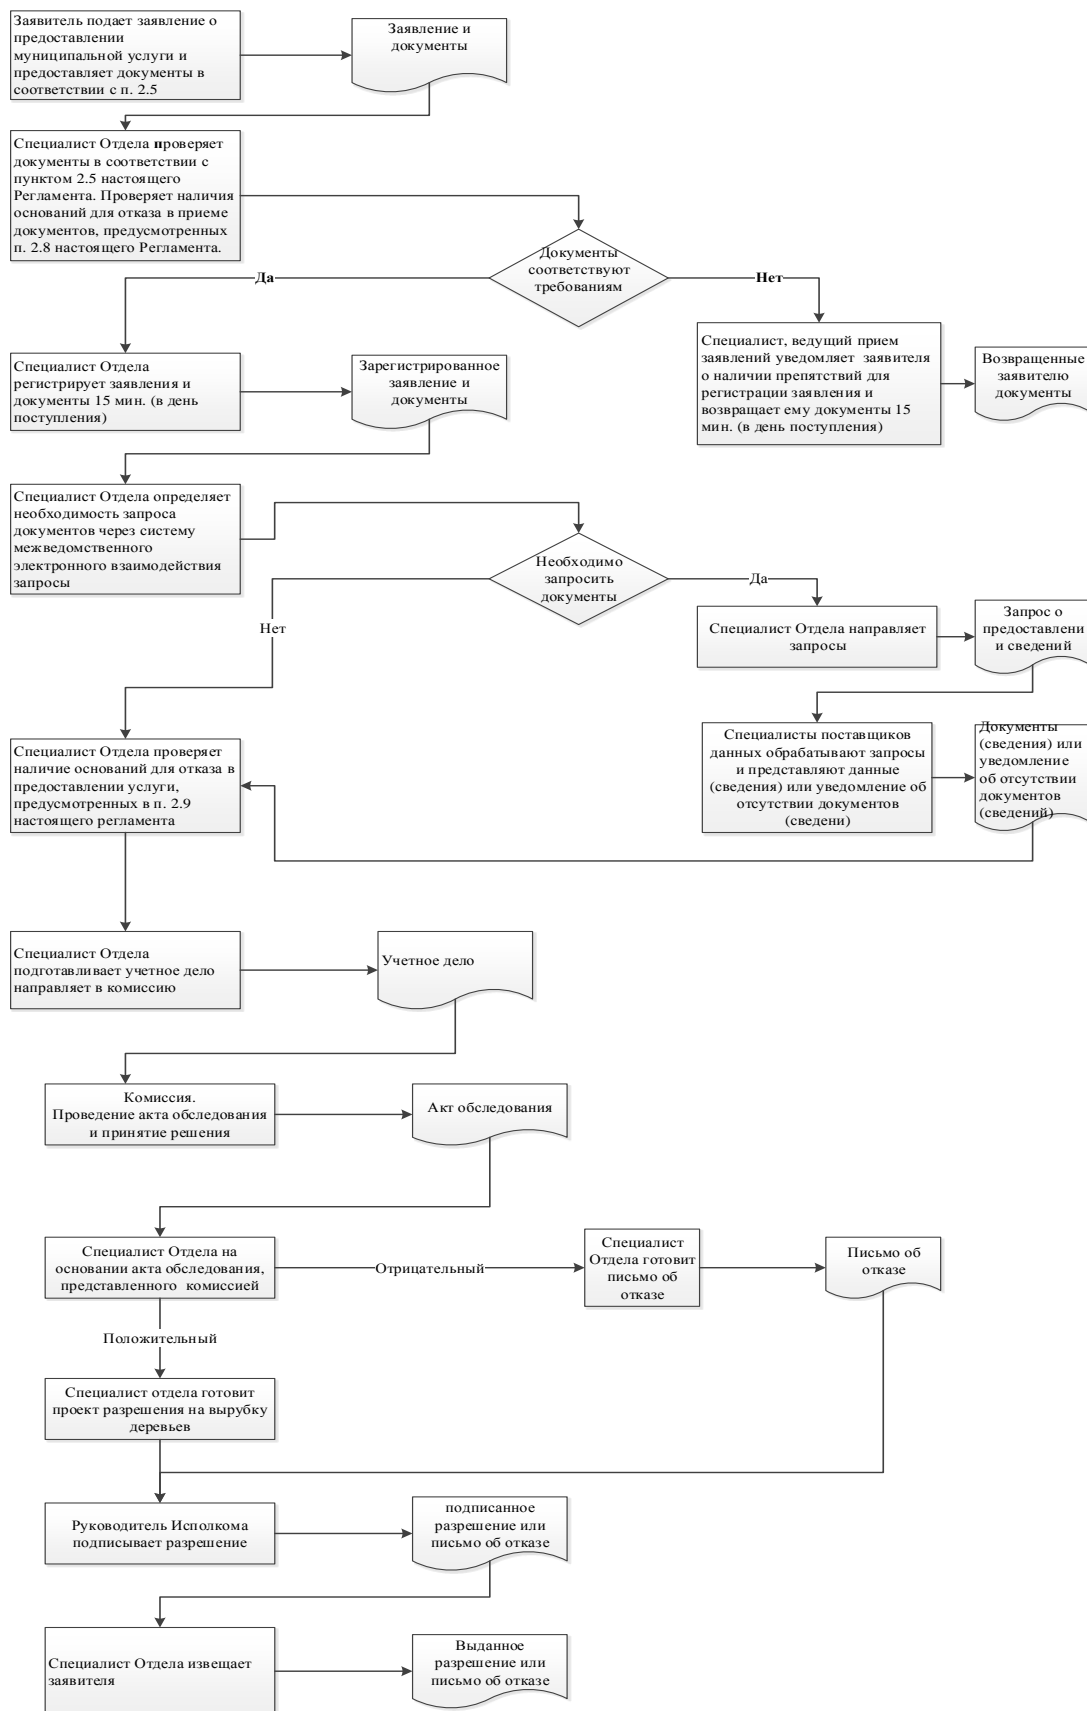 Заявитель подает заявление о
предоставлении
муниципальной услуги и
предоставляет документы в
соответствии с п. 2.5
Заявление и
документы
Специалист Отдела проверяет
документы в соответствии с
пунктом 2.5 настоящего
Регламента. Проверяет наличия
оснований для отказа в приеме
документов, предусмотренных
п. 2.8 настоящего Регламента.
Документы
соответствуют
требованиям
Да
Нет
Специалист Отдела
регистрирует заявления и
документы 15 мин. (в день
поступления)
Зарегистрированное
заявление и
документы
Специалист, ведущий прием
заявлений уведомляет заявителя
о наличии препятствий для
регистрации заявления и
возвращает ему документы 15
мин. (в день поступления)
Возвращенные
заявителю
документы
Специалист Отдела определяет
необходимость запроса
документов через систему
межведомственного
электронного взаимодействия
запросы
Необходимо
запросить
документы
Да
Нет
Специалист Отдела направляет
запросы
Запрос о
предоставлени
и сведений
Специалист Отдела проверяет
наличие оснований для отказа в
предоставлении услуги,
предусмотренных в п. 2.9
настоящего регламента
Специалисты поставщиков
данных обрабатывают запросы
и представляют данные
(сведения) или уведомление об
отсутствии документов
(сведени)
Документы
(сведения) или
уведомление
об отсутствии
документов
(сведений)
Специалист Отдела
подготавливает учетное дело
направляет в комиссию
Учетное дело
Комиссия.
Проведение акта обследования
и принятие решения
Акт обследования
Специалист Отдела на
основании акта обследования,
представленного комиссией
Отрицательный
Специалист
Отдела готовит
письмо об
отказе
Письмо об
отказе
Положительный
Специалист отдела готовит
проект разрешения на вырубку
деревьев
Руководитель Исполкома
подписывает разрешение
подписанное
разрешение или
письмо об отказе
Специалист Отдела извещает
заявителя
Выданное
разрешение или
письмо об отказе